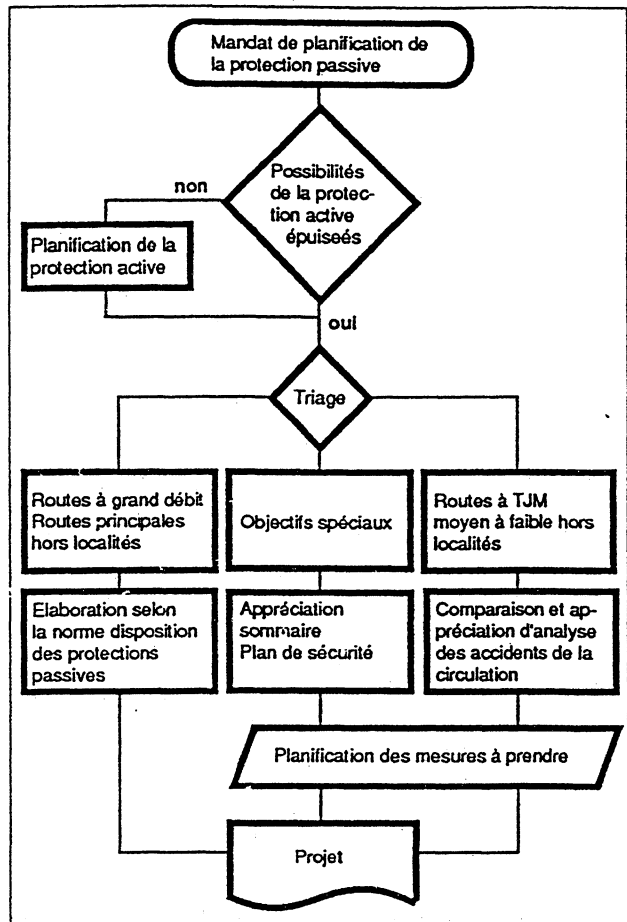 Mandat de planification de
la protection passive
Possibilités
de la protec-
tion active
épuiseés
non
Planification de la
protection active
oui
Triage
Routes à grand débit
Routes principales
hors localités
Objectifs spéciaux
Routes à TJM
moyen à faible hors
localités
Elaboration selon
la norme disposition
des protections
passives
Appréciation
sommaire
Plan de sécurité
Comparaison et ap-
préciation d'analyse
des accidents de la
circulation
Planification des mesures à prendre
Projet